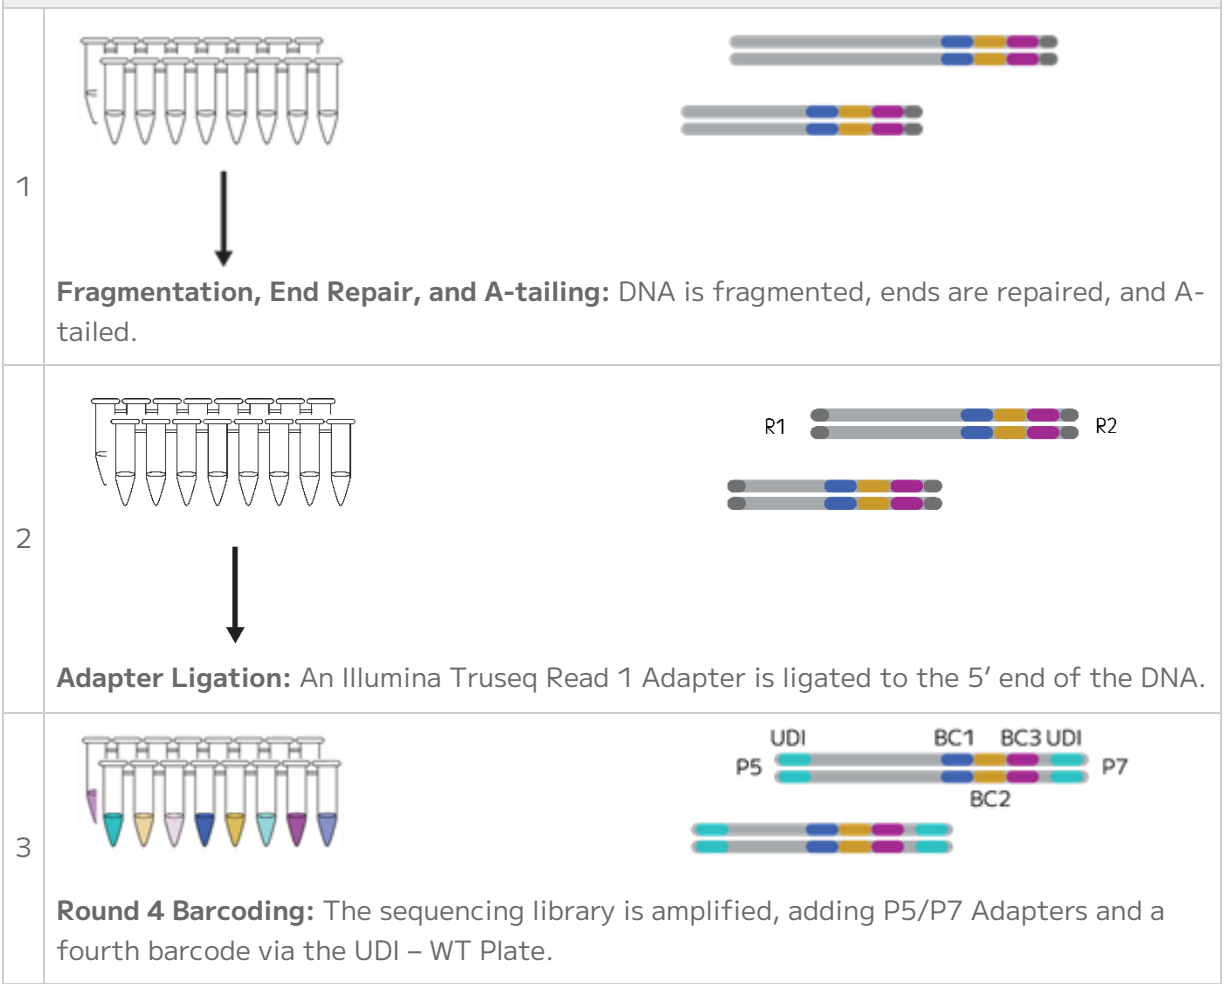 1
Fragmentation, End Repair, and A-tailing: DNA is fragmented, ends are repaired, and A-
tailed.
R1
R2
2
Adapter Ligation: An Illumina Truseq Read 1 Adapter is ligated to the 5′ end of the DNA.
UDI
BC1
BC3 UDI
P5
P7
BC2
3
Round 4 Barcoding: The sequencing library is amplified, adding P5/P7 Adapters and a
fourth barcode via the UDI – WT Plate.